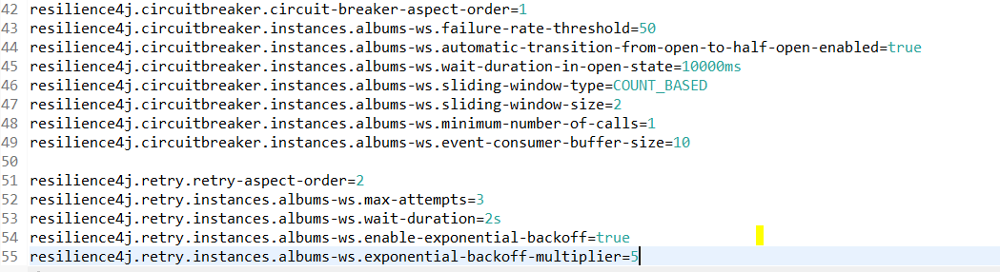 42 resilience4j.circuitbreaker.circuit-breaker-aspect-order=1
43 resilience4j.circuitbreaker.instances.albums-ws.failure-rate-threshold=50
44 resilience4j.circuitbreaker.instances.albums-ws.automatic-transition-from-open-to-half-open-enabled=true
45 resilience4j.circuitbreaker.instances.albums-ws.wait-duration-in-open-state=10000ms
46 resilience4j.circuitbreaker.instances.albums-ws.sliding-window-type=COUNT_BASED
47 resilience4j.circuitbreaker.instances.albums-ws.sliding-window-size=2
48 resilience4j.circuitbreaker.instances.albums-ws.minimum-number-of-calls=1
49 resilience4j.circuitbreaker.instances.albums-ws.event-consumer-buffer-size=10
50
51 resilience4j.retry.retry-aspect-order=2
52 resilience4j.retry.instances.albums-ws.max-attempts=3
53 resilience4j.retry.instances.albums-ws.wait-duration=2s
54 resilience4j.retry.instances.albums-ws.enable-exponential-backoff=true
55 resilience4j.retry.instances.albums-ws.exponential-backoff-multiplier=5